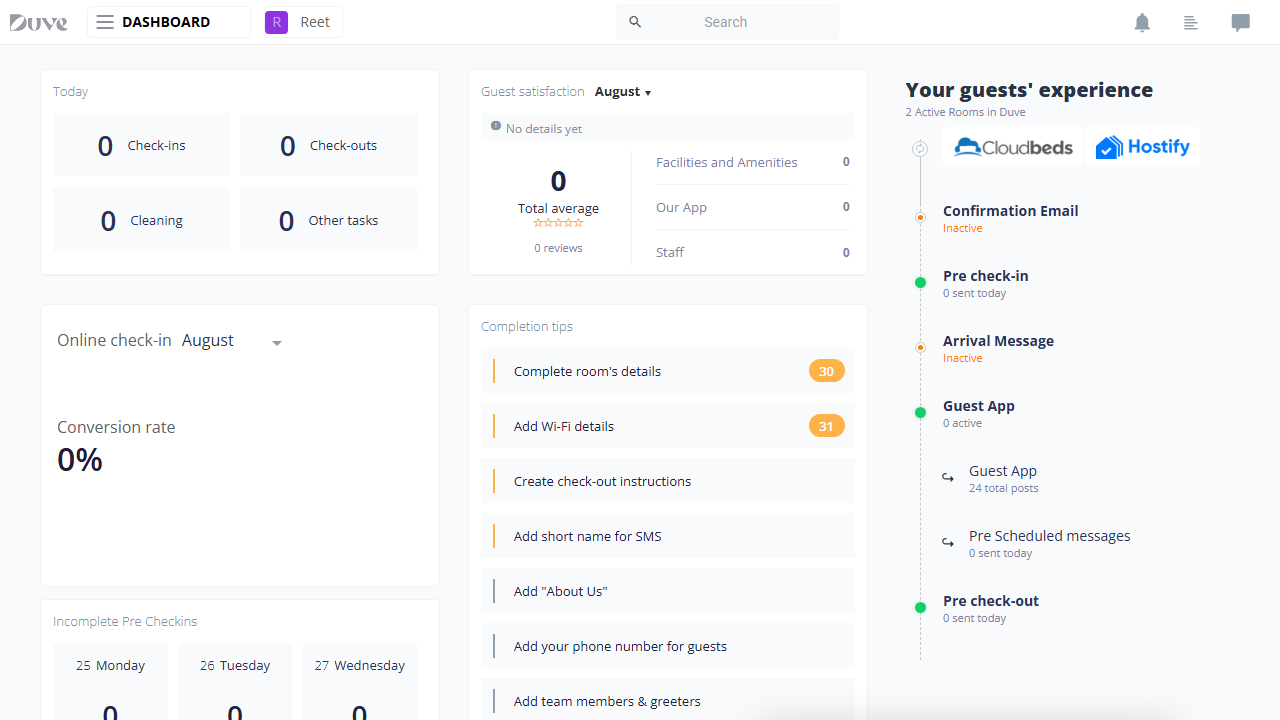 Duve
DASHBOARD
R
Reet
Search
Today
0 Check-ins
0 Check-outs
0 Cleaning
0 Other tasks
Guest satisfaction August
No details yet
0
Total average
0 reviews
Facilities and Amenities 0
Our App 0
Staff 0
Online check-in August
Conversion rate
0%
Incomplete Pre Checkins
25 Monday
26 Tuesday
27 Wednesday
0
0
0
Completion tips
Complete room's details 30
Add Wi-Fi details 31
Create check-out instructions
Add short name for SMS
Add "About Us"
Add your phone number for guests
Add team members & greeters
Your guests' experience
2 Active Rooms in Duve
Cloudbeds
Hostify
Confirmation Email
Inactive
Pre check-in
0 sent today
Arrival Message
Inactive
Guest App
0 active
Guest App
24 total posts
Pre Scheduled messages
0 sent today
Pre check-out
0 sent today